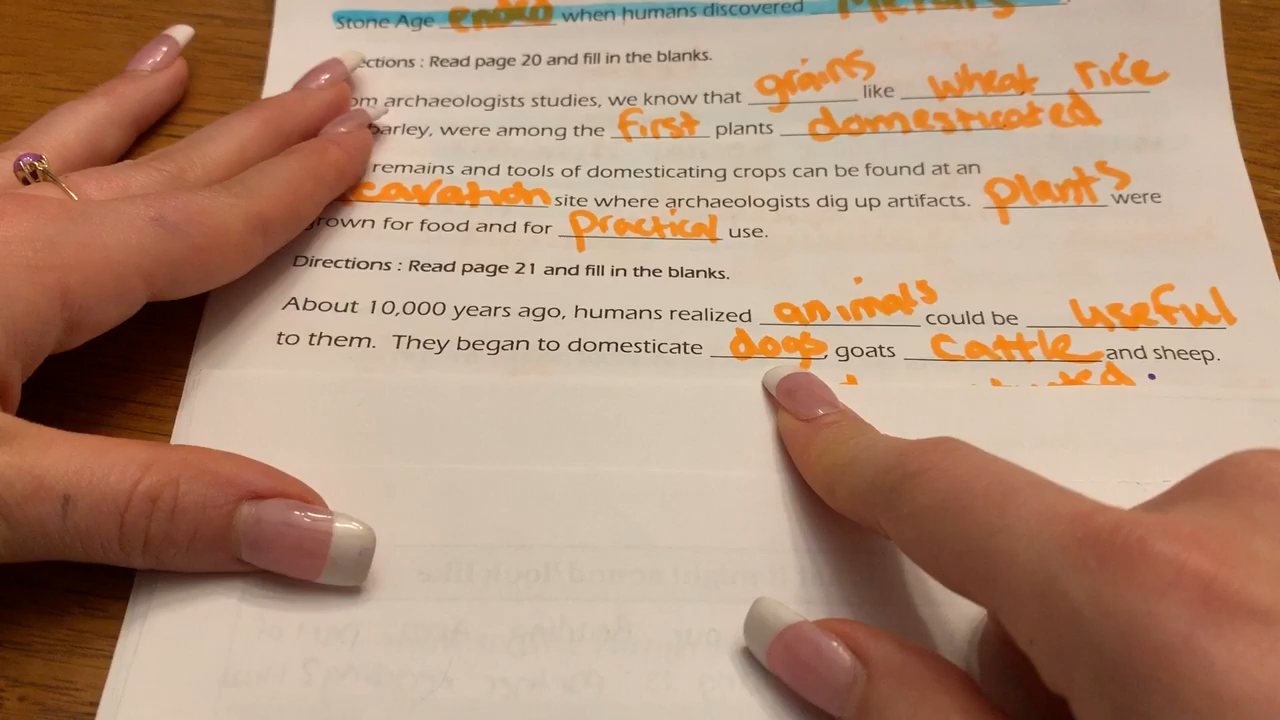 Stone Age ended when humans discovered
ections : Read page 20 and fill in the blanks.
om archaeologists studies, we know that grains like wheat rice
barley, were among the first plants domesticated
remains and tools of domesticating crops can be found at an
cavation site where archaeologists dig up artifacts. plants were
rown for food and for practical use.
Directions : Read page 21 and fill in the blanks.
About 10,000 years ago, humans realized animals could be useful
to them. They began to domesticate dogs, goats cattle and sheep.